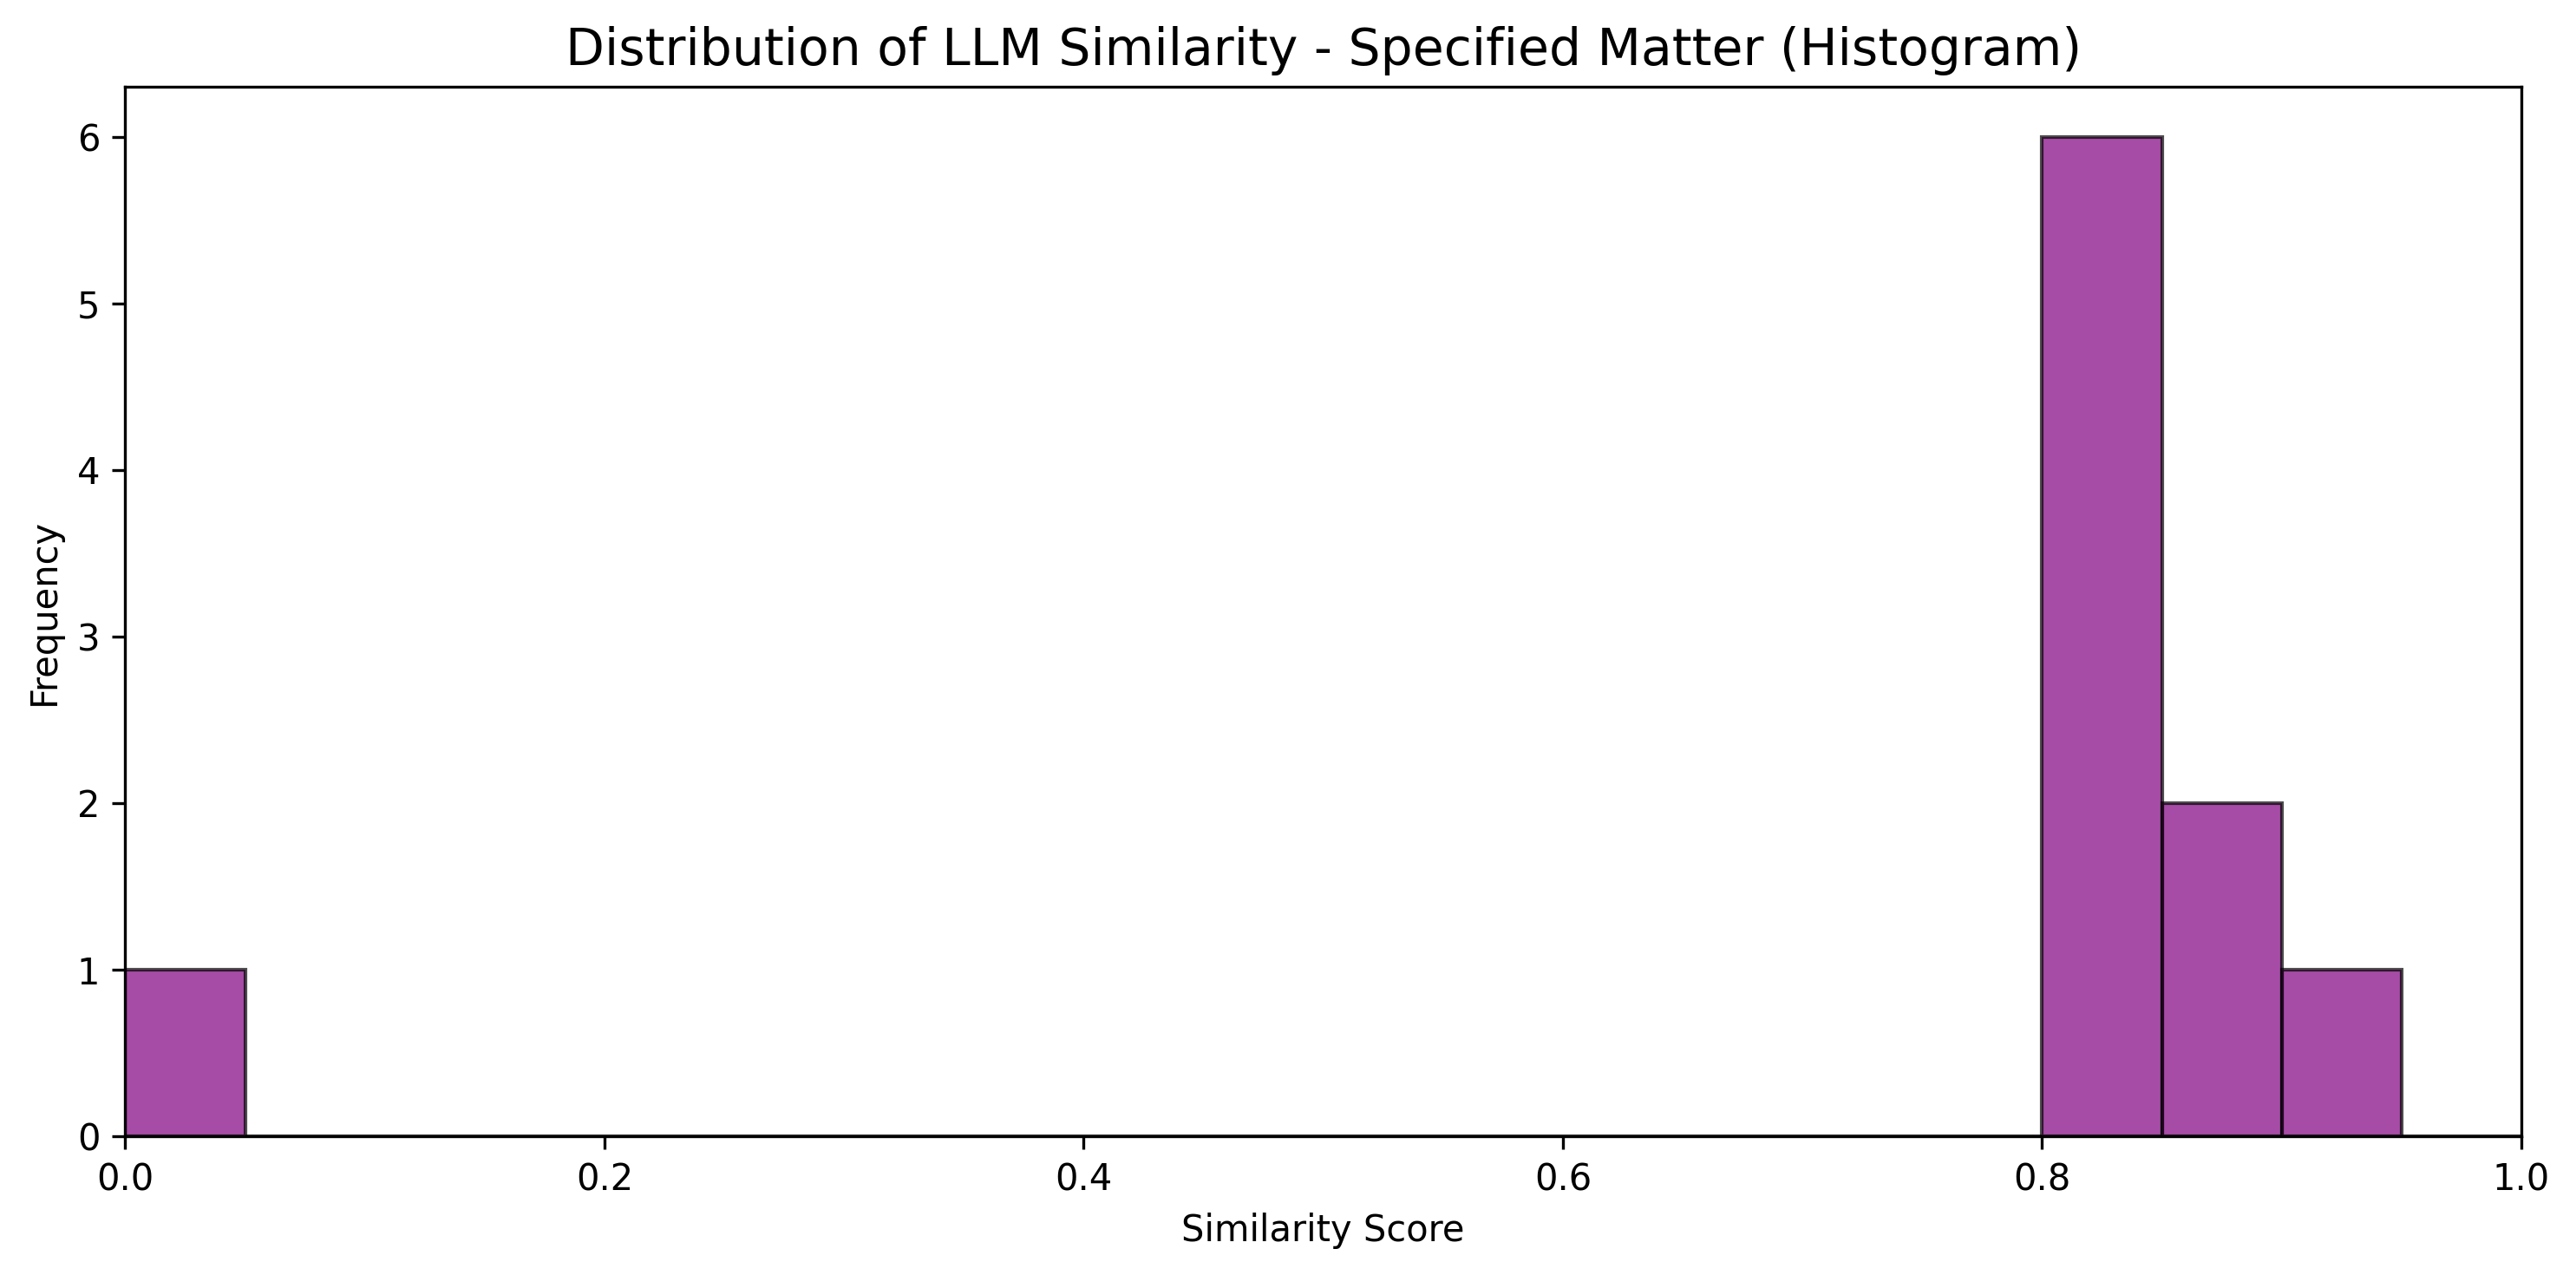 Distribution of LLM Similarity - Specified Matter (Histogram)
6
5
4
3
2
1
0
Frequency
0.0 0.2 0.4 0.6 0.8 1.0
Similarity Score